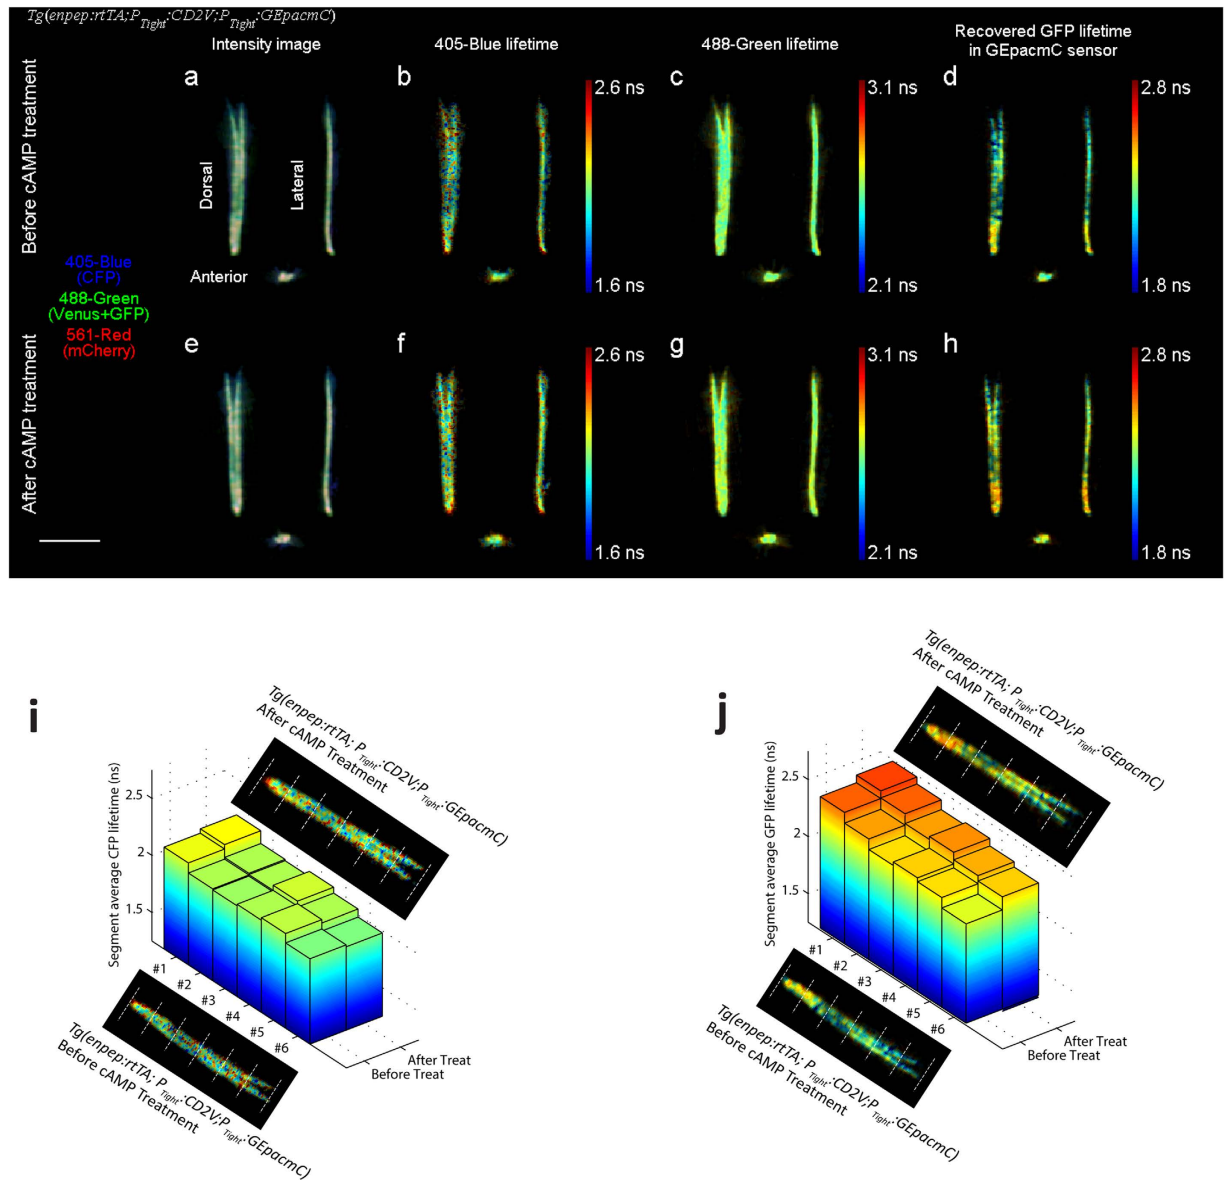 Tg(enpep:rtTA;PTight:CD2V;PTight:GEpacmC)
Intensity image
405-Blue lifetime
488-Green lifetime
Recovered GFP lifetime
in GEpacmC sensor
Before cAMP treatment
a
b
c
d
2.6 ns
3.1 ns
2.8 ns
Dorsal
Lateral
Anterior
1.6 ns
2.1 ns
1.8 ns
405-Blue
(CFP)
488-Green
(Venus+GFP)
561-Red
(mCherry)
After cAMP treatment
e
f
g
h
2.6 ns
3.1 ns
2.8 ns
1.6 ns
2.1 ns
1.8 ns
i
Tg(enpep:rtTA; PTight:CD2V;PTight:GEpacmC)
After cAMP Treatment
Segment average CFP lifetime (ns)
2.5
2
1.5
#1
#2
#3
#4
#5
#6
After Treat
Before Treat
Tg(enpep:rtTA; PTight:CD2V;PTight:GEpacmC)
Before cAMP Treatment
j
Tg(enpep:rtTA; PTight:CD2V;PTight:GEpacmC)
After cAMP Treatment
Segment average GFP lifetime (ns)
2.5
2
1.5
#1
#2
#3
#4
#5
#6
After Treat
Before Treat
Tg(enpep:rtTA; PTight:CD2V;PTight:GEpacmC)
Before cAMP Treatment